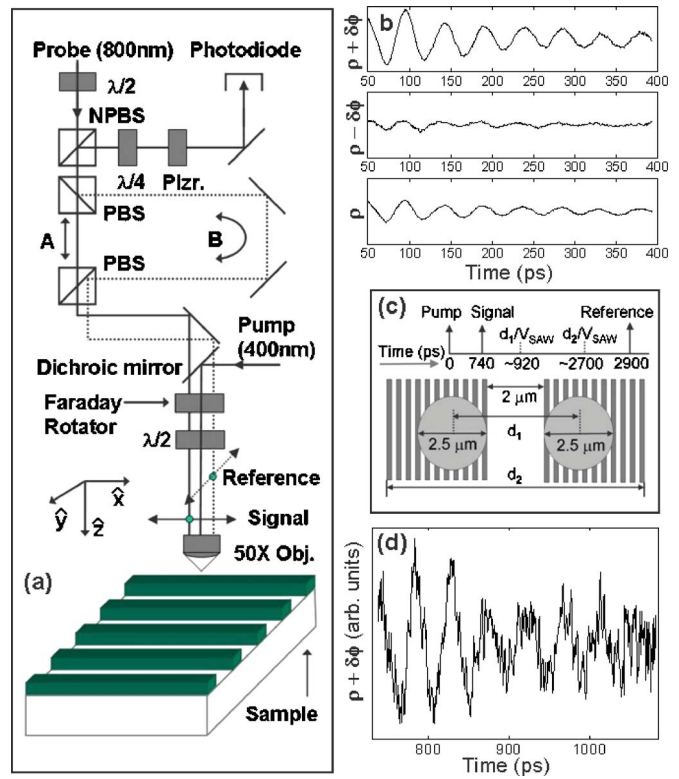 Probe (800nm) Photodiode
λ/2
NPBS
λ/4 Plzr.
PBS
A
B
PBS
Pump
(400nm)
Dichroic mirror
Faraday
Rotator
λ/2
Reference
x̂
ŷ
ẑ
Signal
50X Obj.
(a)
Sample
b
ρ + δϕ
50 100 150 200 250 300 350 400
ρ − δϕ
50 100 150 200 250 300 350 400
ρ
50 100 150 200 250 300 350 400
Time (ps)
(c)
Pump Signal d₁/V_SAW d₂/V_SAW Reference
Time (ps) 0 740 ~920 ~2700 2900
2 μm
2.5 μm d₁ 2.5 μm
d₂
(d)
ρ + δϕ (arb. units)
800 900 1000
Time (ps)